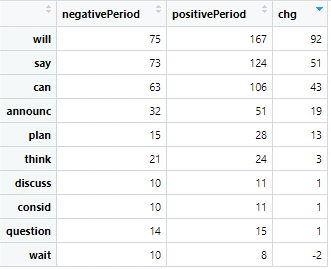 negativePeriod positivePeriod chg
will 75 167 92
say 73 124 51
can 63 106 43
announc 32 51 19
plan 15 28 13
think 21 24 3
discuss 10 11 1
consid 10 11 1
question 14 15 1
wait 10 8 -2